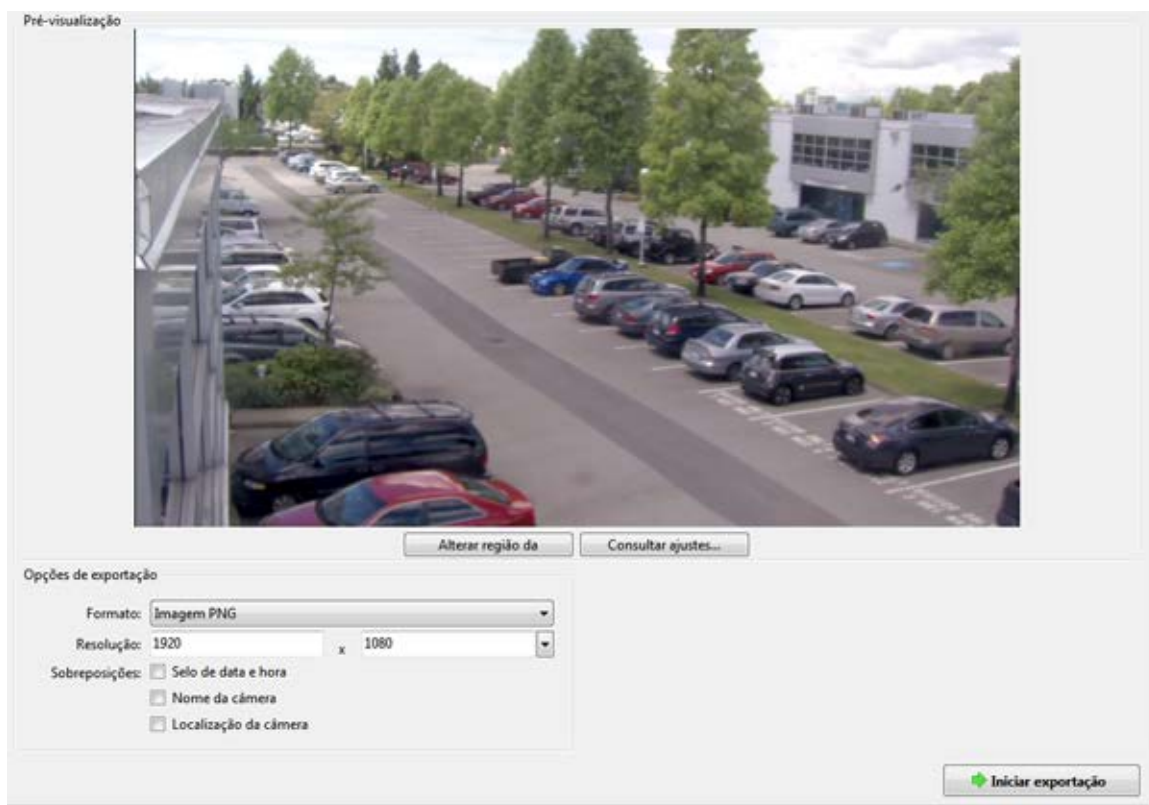 Pré-visualização
Alterar região da
Consultar ajustes...
Opções de exportação
Formato: Imagem PNG
Resolução: 1920 x 1080
Sobreposições: Selo de data e hora
Nome da câmera
Localização da câmera
Iniciar exportação